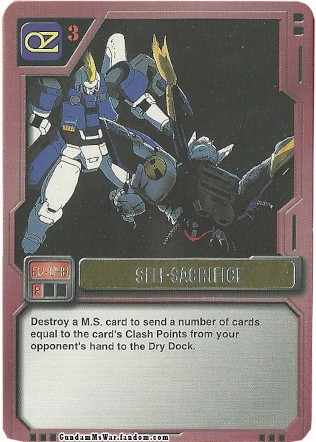 OZ 3
SELF-SACRIFICE
R
Destroy a M.S. card to send a number of cards
equal to the card's Clash Points from your
opponent's hand to the Dry Dock.
GundamMsWar.fandom.com